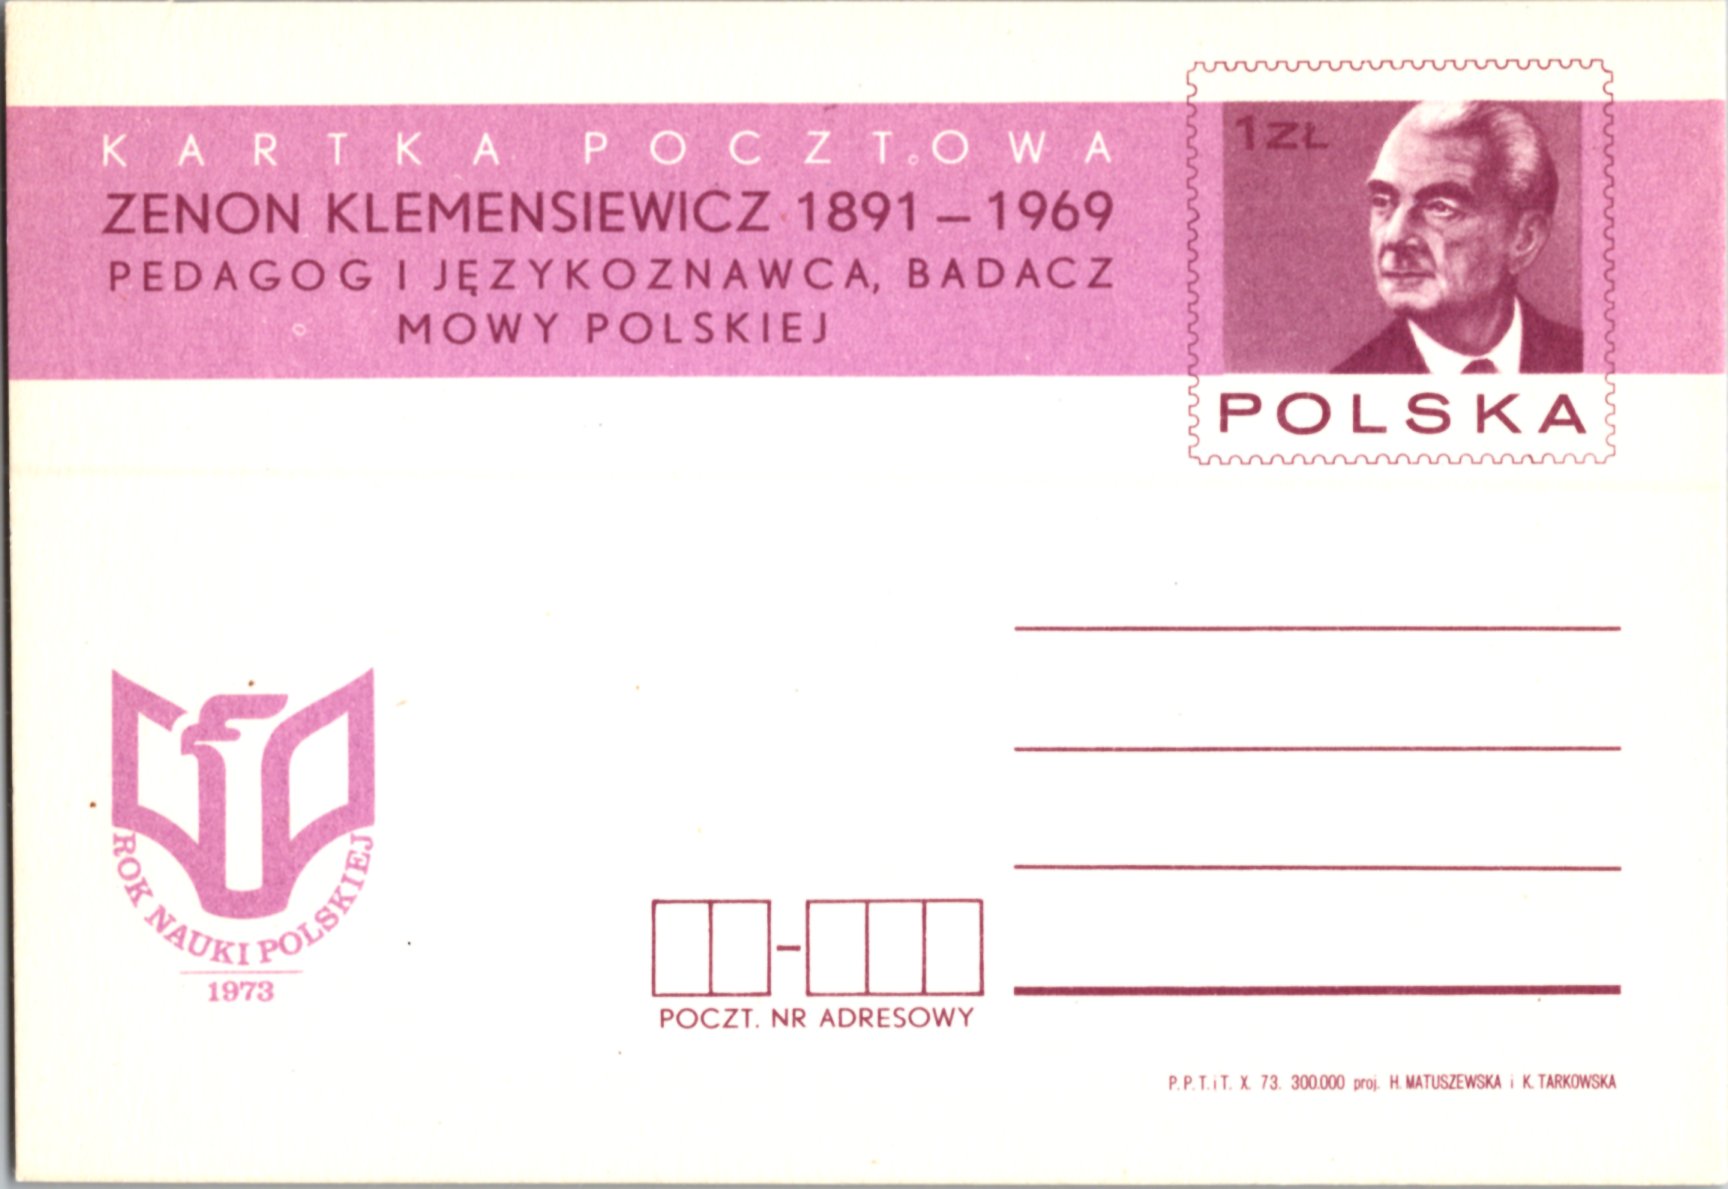 KARTKA POCZTOWA
ZENON KLEMENSIEWICZ 1891 – 1969
PEDAGOG I JĘZYKOZNAWCA, BADACZ
MOWY POLSKIEJ
1 ZŁ
POLSKA
ROK NAUKI POLSKIEJ
1973
POCZT. NR ADRESOWY
P.P.T.iT. X. 73. 300.000 proj. H. MATUSZEWSKA i K. TARKOWSKA